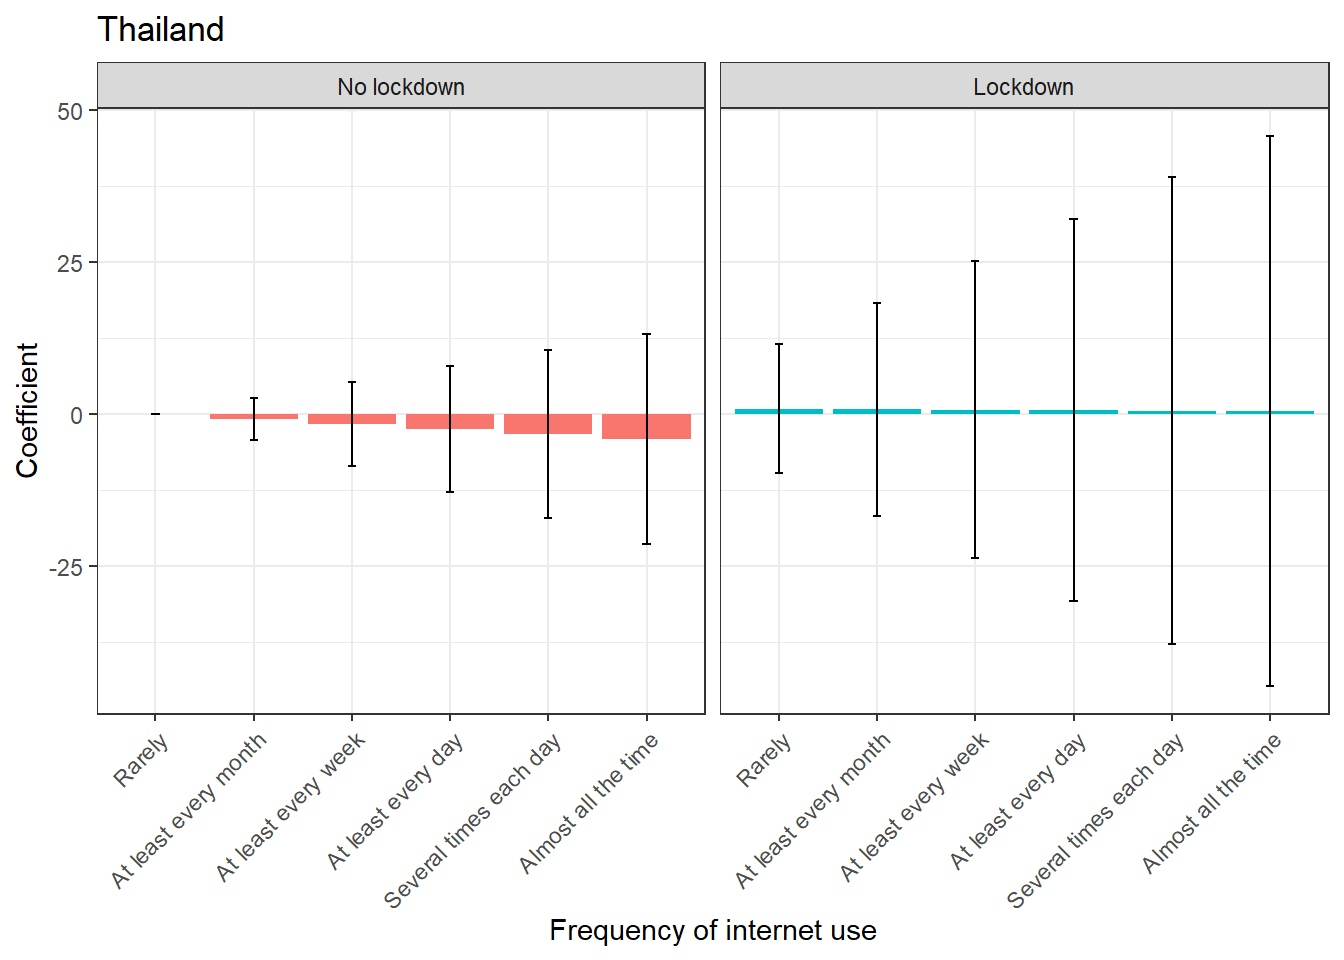 Thailand
No lockdown
Lockdown
50
25
0
-25
Coefficient
Rarely
At least every month
At least every week
At least every day
Several times each day
Almost all the time
Rarely
At least every month
At least every week
At least every day
Several times each day
Almost all the time
Frequency of internet use